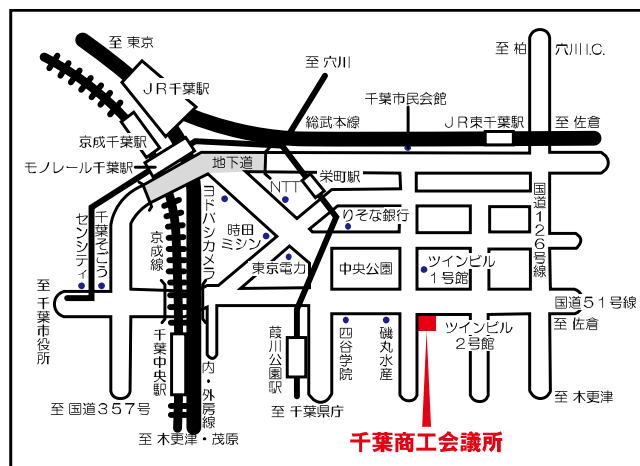 至 東京
至 柏
穴川I.C.
至 穴川
JR千葉駅
千葉市民会館
総武本線
JR東千葉駅
至 佐倉
京成千葉駅
モノレール千葉駅
地下道
栄町駅
NTT
ヨドバシカメラ
千葉そごう
センシティ
京成線
時田
ミシン
りそな銀行
国道126号線
東京電力
中央公園
ツインビル
1号館
至 千葉市役所
国道51号線
至 佐倉
千葉中央駅
内・外房線
葭川公園駅
四谷学院
磯丸水産
ツインビル
2号館
至 国道357号
至 千葉県庁
至 木更津
至 木更津・茂原
千葉商工会議所